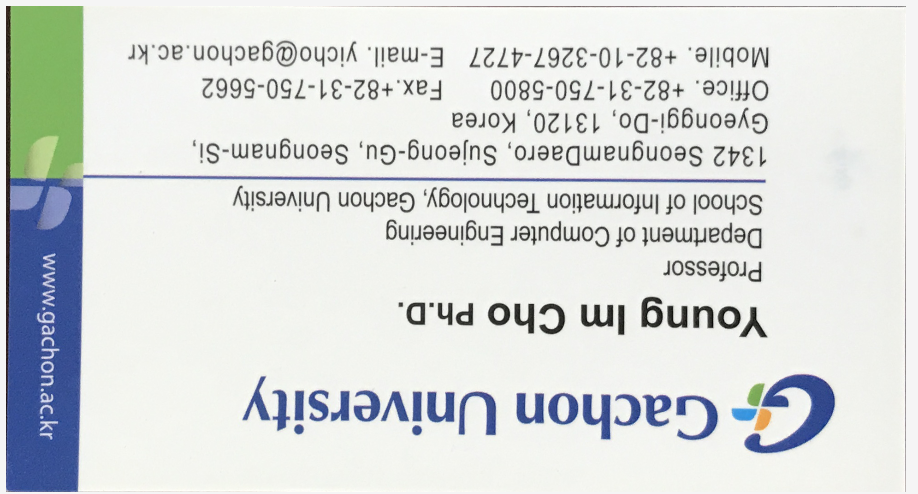 Gachon University
Young Im Cho Ph.D.
Professor
Department of Computer Engineering
School of Information Technology, Gachon University
1342 SeongnamDaero, Sujeong-Gu, Seongnam-Si,
Gyeonggi-Do, 13120, Korea
Office. +82-31-750-5800 Fax.+82-31-750-5662
Mobile. +82-10-3267-4727 E-mail. yicho@gachon.ac.kr
www.gachon.ac.kr